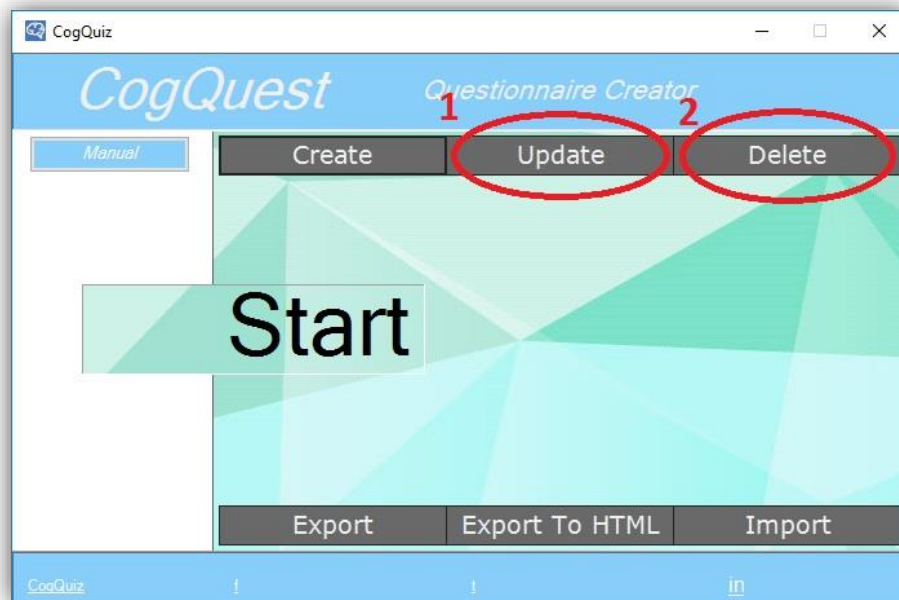 CogQuiz
CogQuest Questionnaire Creator
1 2
Manual Create Update Delete
Start
Export Export To HTML Import
CogQuiz f t in